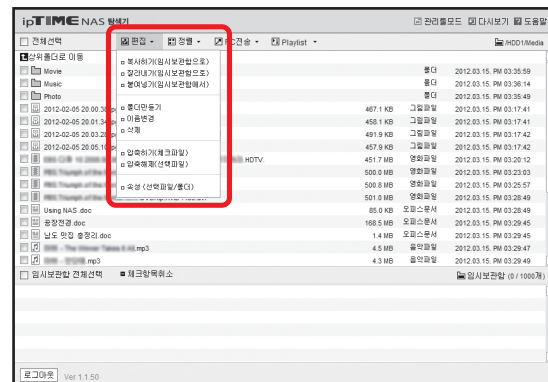 ipTIME NAS 탐색기 관리툴모드 다시보기 도움말
전체선택 편집 정렬 PC전송 Playlist /HDD1/Media
상위폴더로 이동
Movie 폴더 2012.03.15. PM 03:35:59
Music 폴더 2012.03.15. PM 03:36:14
Photo 폴더 2012.03.15. PM 03:35:49
2012-02-05 20.00.38 467.1 KB 그림파일 2012.03.15. PM 03:17:41
2012-02-05 20.01.34 458.1 KB 그림파일 2012.03.15. PM 03:17:41
2012-02-05 20.03.28 491.9 KB 그림파일 2012.03.15. PM 03:17:42
2012-02-05 20.05.10 457.9 KB 그림파일 2012.03.15. PM 03:17:42
.HDTV. 451.7 MB 영화파일 2012.03.15. PM 03:20:12
500.0 MB 영화파일 2012.03.15. PM 03:23:03
500.8 MB 영화파일 2012.03.15. PM 03:25:57
501.0 MB 영화파일 2012.03.15. PM 03:28:49
Using NAS .doc 85.0 KB 오피스문서 2012.03.15. PM 03:28:49
공장전경.doc 168.5 MB 오피스문서 2012.03.15. PM 03:29:45
남도 맛집 총정리.doc 1.4 MB 오피스문서 2012.03.15. PM 03:29:45
.mp3 4.5 MB 음악파일 2012.03.15. PM 03:29:47
.mp3 4.3 MB 음악파일 2012.03.15. PM 03:29:49
복사하기(임시보관함으로)
잘라내기(임시보관함으로)
붙여넣기(임시보관함에서)
폴더만들기
이름변경
삭제
압축하기(체크파일)
압축해제(선택파일)
속성 (선택파일/폴더)
임시보관함 전체선택 체크항목취소 임시보관함 (0 / 1000개)
로그아웃 Ver 1.1.50